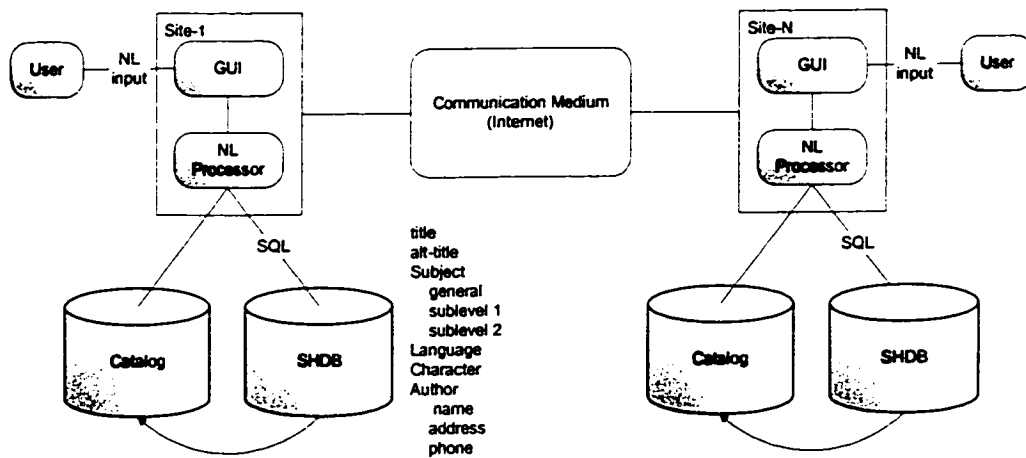 Site-1
User
NL
input
GUI
NL
Processor
SQL
Catalog
SHDB
Communication Medium
(Internet)
title
alt-title
Subject
general
sublevel 1
sublevel 2
Language
Character
Author
name
address
phone
Site-N
GUI
NL
input
User
NL
Processor
SQL
Catalog
SHDB